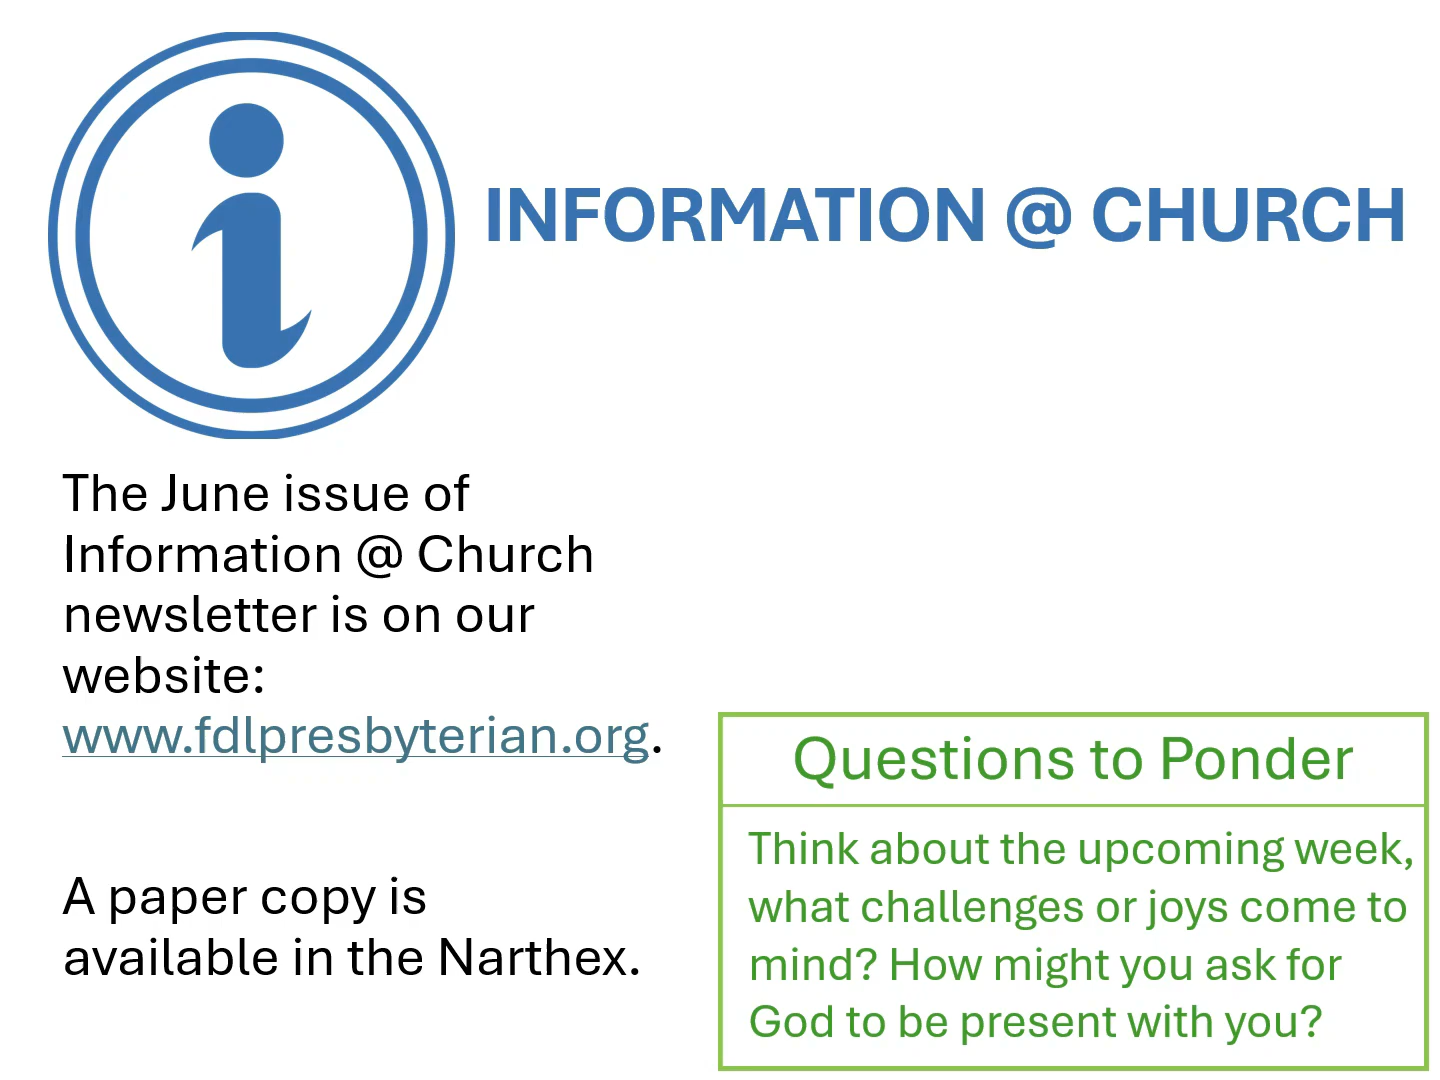 INFORMATION @ CHURCH
The June issue of
Information @ Church
newsletter is on our
website:
www.fdlpresbyterian.org.
A paper copy is
available in the Narthex.
Questions to Ponder
Think about the upcoming week,
what challenges or joys come to
mind? How might you ask for
God to be present with you?